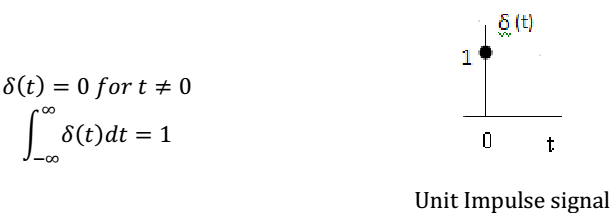 δ(t) = 0 for t ≠ 0
∫_{-∞}^{∞} δ(t)dt = 1
δ (t)
1
0 t
Unit Impulse signal